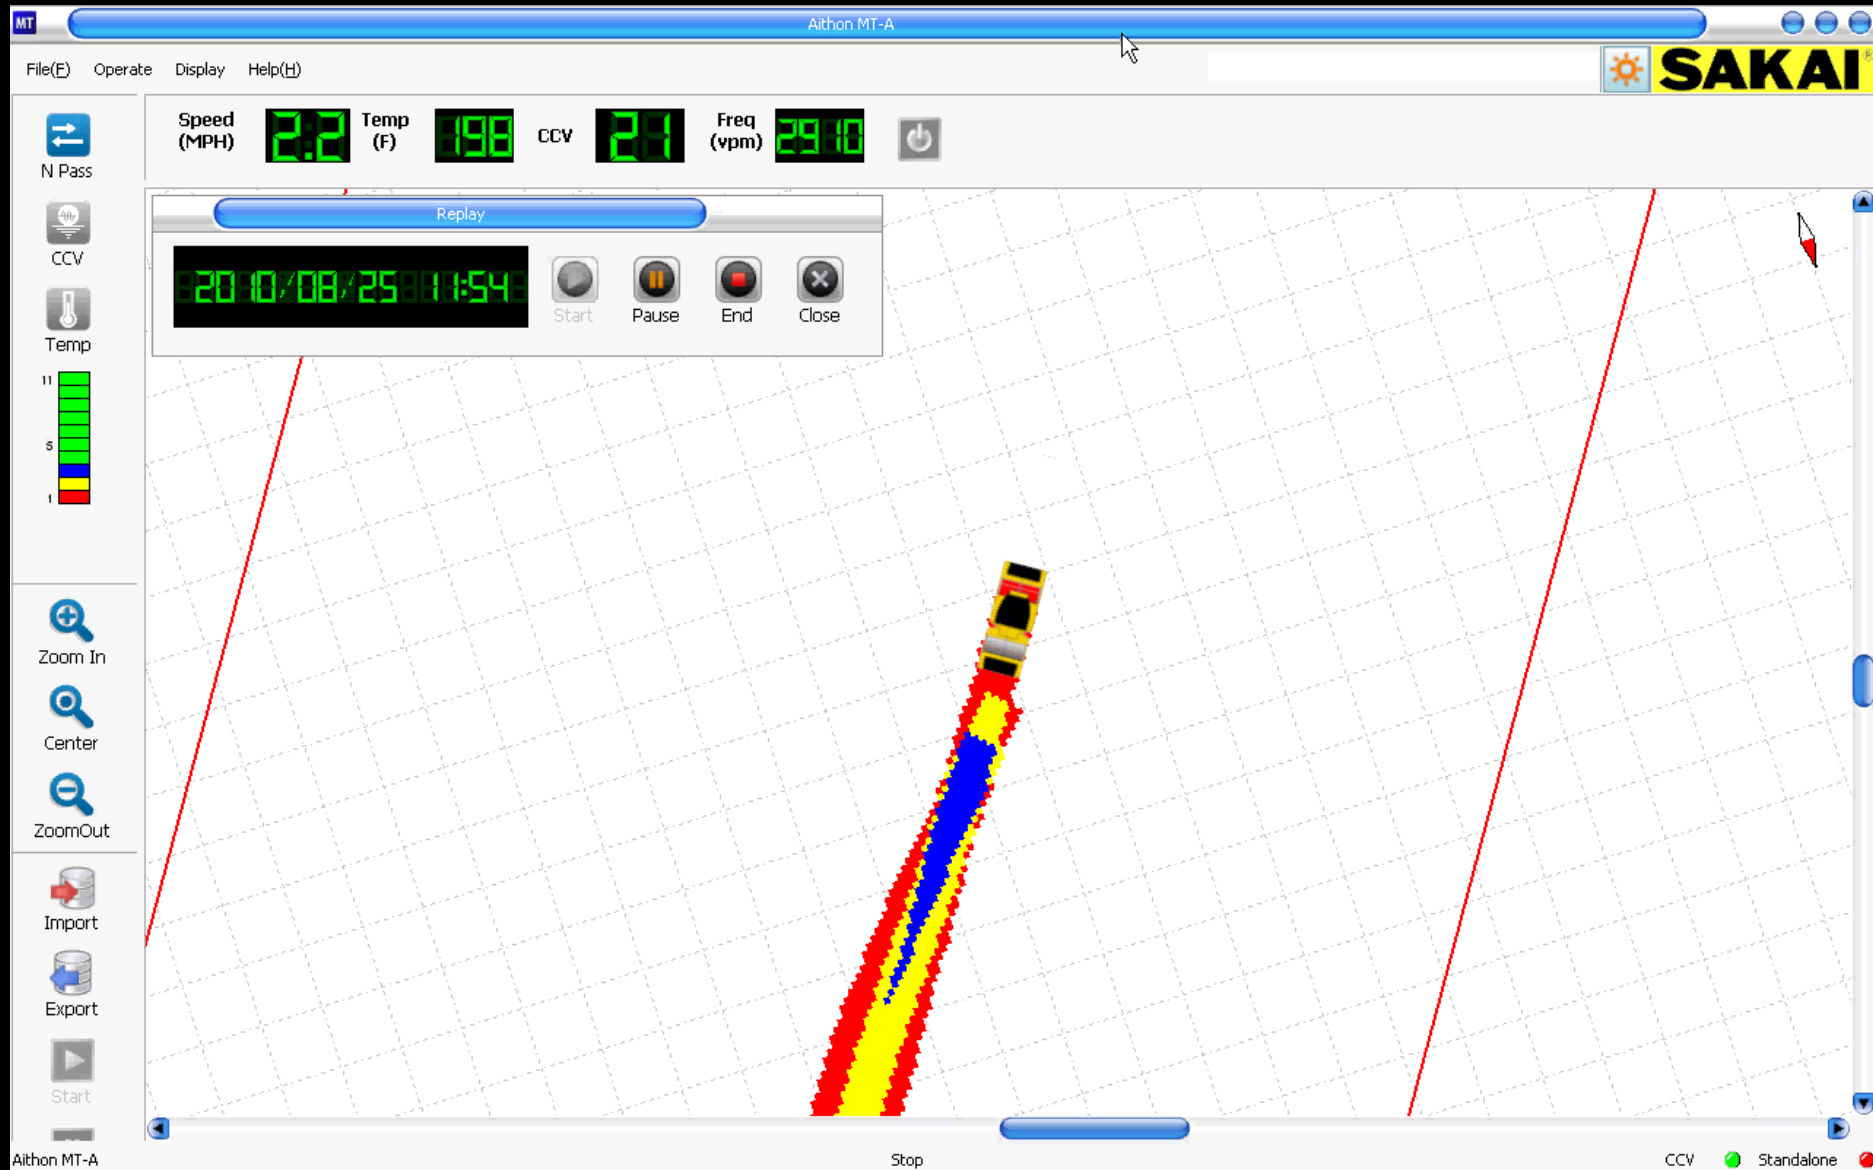 MT Aithon MT-A
File(F) Operate Display Help(H)
SAKAI
Speed (MPH) 2.2 Temp (F) 198 CCV 21 Freq (vpm) 2910
N Pass
CCV
Temp
11
5
1
Replay
2010/08/25 11:54
Start Pause End Close
Zoom In
Center
ZoomOut
Import
Export
Start
Aithon MT-A Stop CCV Standalone